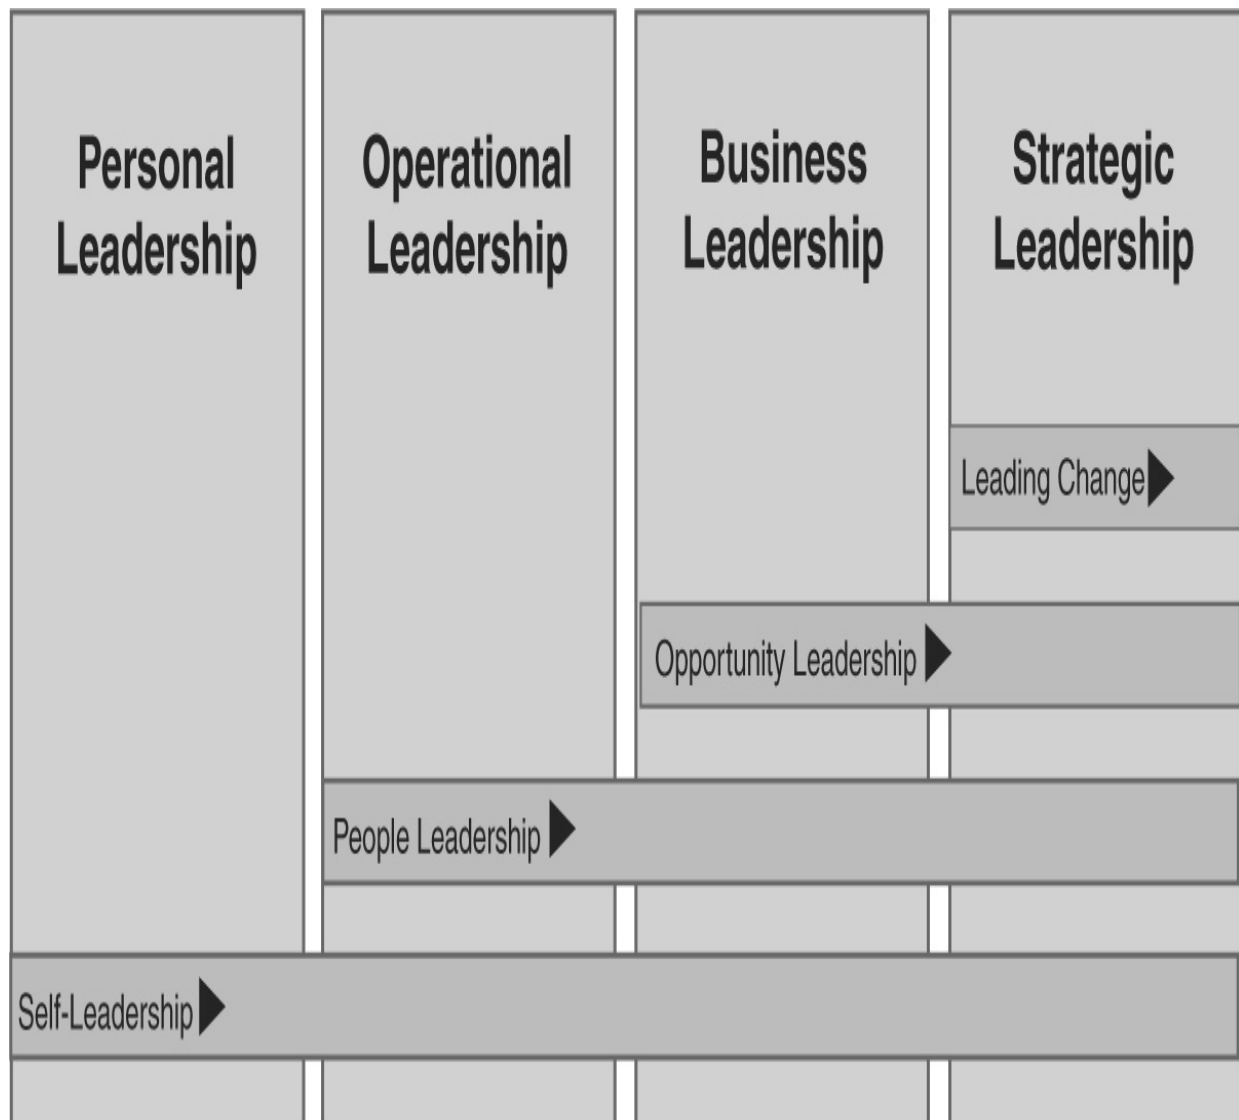 Personal
Leadership
Operational
Leadership
Business
Leadership
Strategic
Leadership
Leading Change
Opportunity Leadership
People Leadership
Self-Leadership